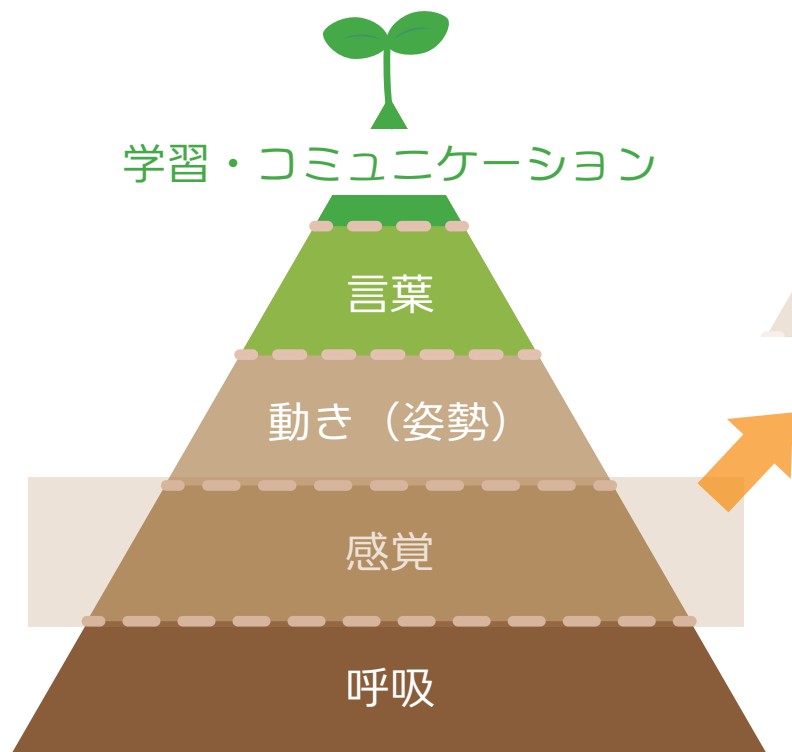 学習・コミュニケーション
言葉
動き（姿勢）
感覚
呼吸